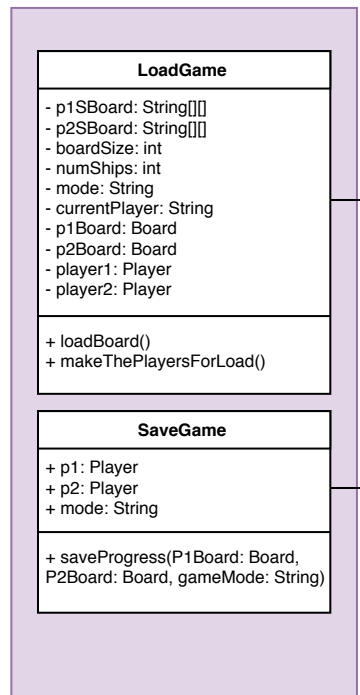 LoadGame
- p1SBoard: String[][]
- p2SBoard: String[][]
- boardSize: int
- numShips: int
- mode: String
- currentPlayer: String
- p1Board: Board
- p2Board: Board
- player1: Player
- player2: Player
+ loadBoard()
+ makeThePlayersForLoad()
SaveGame
+ p1: Player
+ p2: Player
+ mode: String
+ saveProgress(P1Board: Board,
P2Board: Board, gameMode: String)